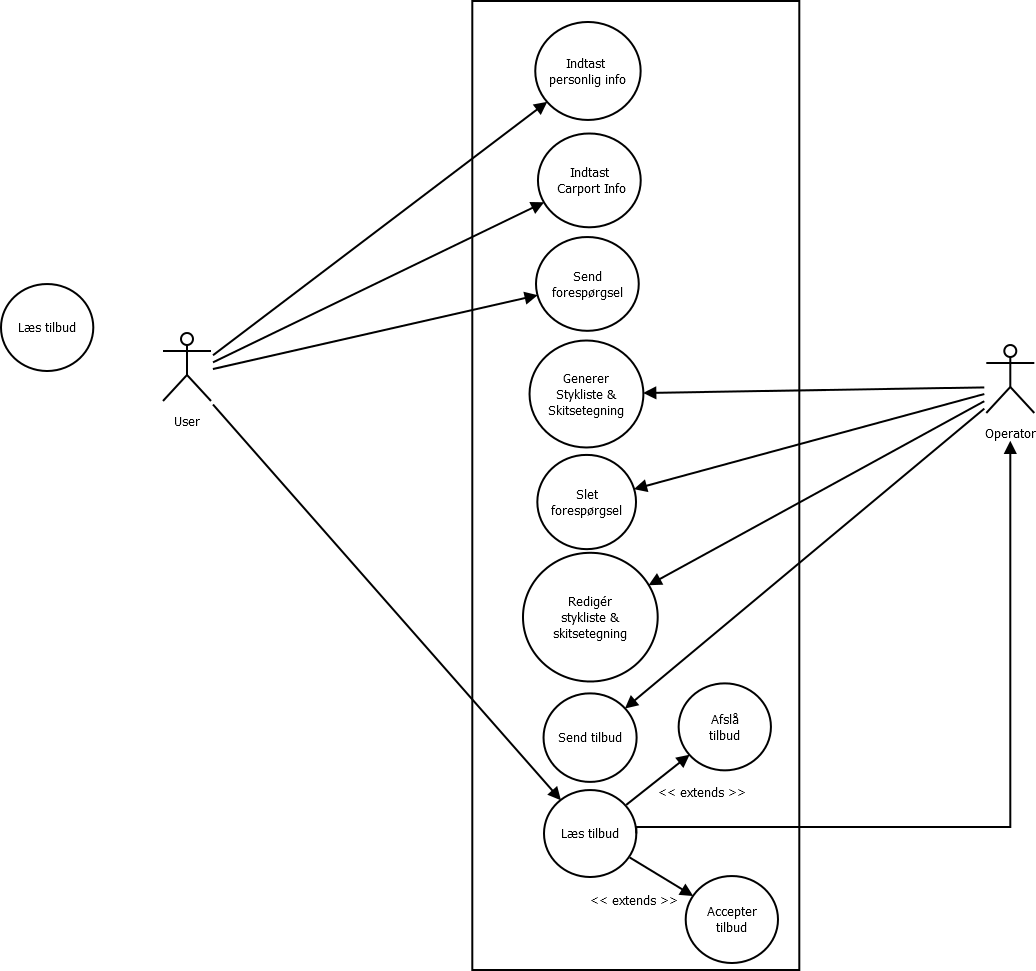 Indtast
personlig info
Indtast
Carport Info
Send
forespørgsel
Læs tilbud
User
Generer
Stykliste &
Skitsetegning
Operator
Slet
forespørgsel
Redigér
stykliste &
skitsetegning
Send tilbud
Afslå
tilbud
<< extends >>
Læs tilbud
<< extends >>
Accepter
tilbud